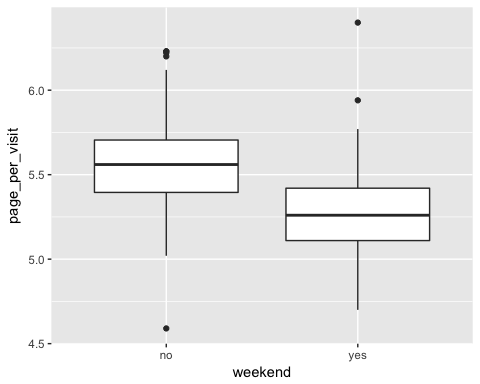 page_per_visit
6.0
5.5
5.0
4.5
no
yes
weekend